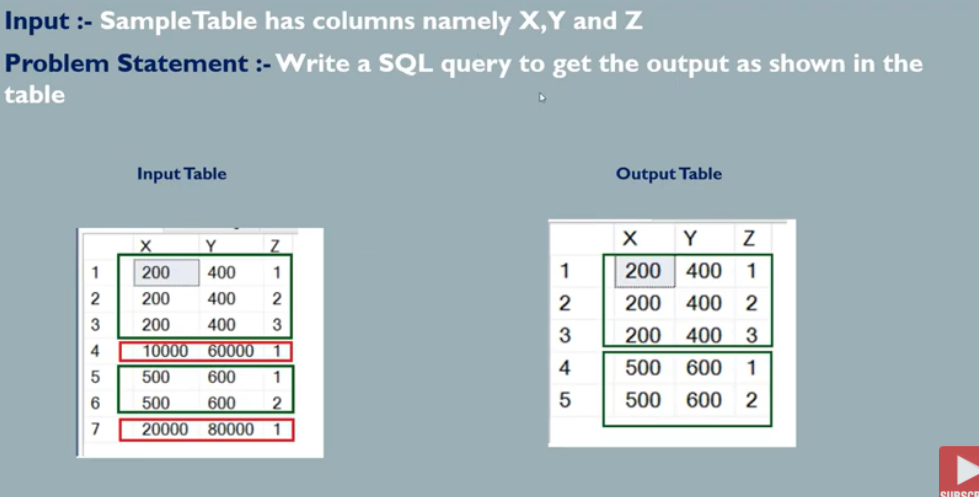 Input :- SampleTable has columns namely X,Y and Z
Problem Statement :- Write a SQL query to get the output as shown in the
table
Input Table
X Y Z
1 200 400 1
2 200 400 2
3 200 400 3
4 10000 60000 1
5 500 600 1
6 500 600 2
7 20000 80000 1
Output Table
X Y Z
1 200 400 1
2 200 400 2
3 200 400 3
4 500 600 1
5 500 600 2